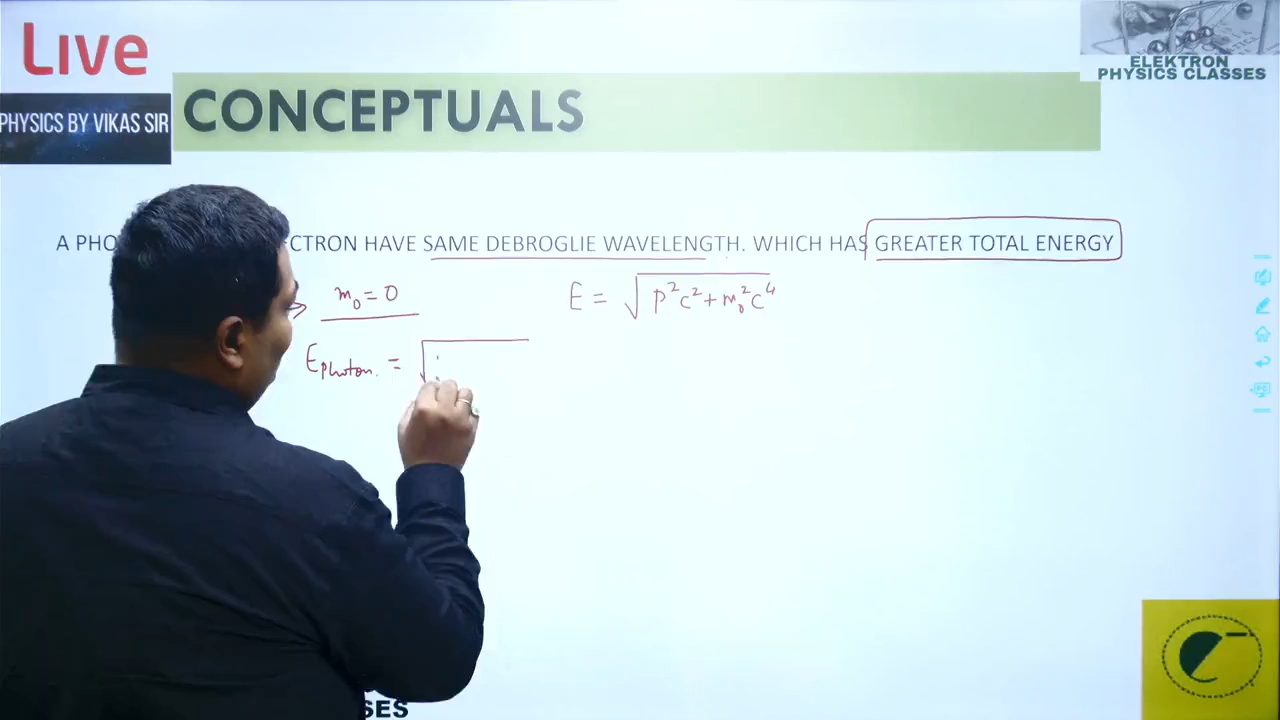 Live
ELEKTRON
PHYSICS CLASSES
PHYSICS BY VIKAS SIR
CONCEPTUALS
A PHO CTRON HAVE SAME DEBROGLIE WAVELENGTH. WHICH HAS GREATER TOTAL ENERGY
m₀ = 0
E = √(p²c² + m₀²c⁴)
E photon. = √
SES